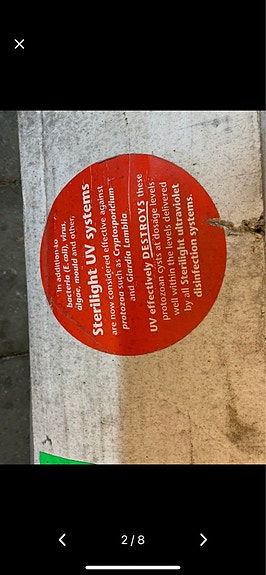 In addition to
bacteria (E. coli), virus,
algae, mould and other,
Sterilight UV systems
are now considered effective against
protozoa such as Cryptosporidium
and Giardia Lamblia.
UV effectively DESTROYS these
protozoan cysts at dosage levels
well within the levels delivered
by all Sterilight ultraviolet
disinfection systems.
2/8